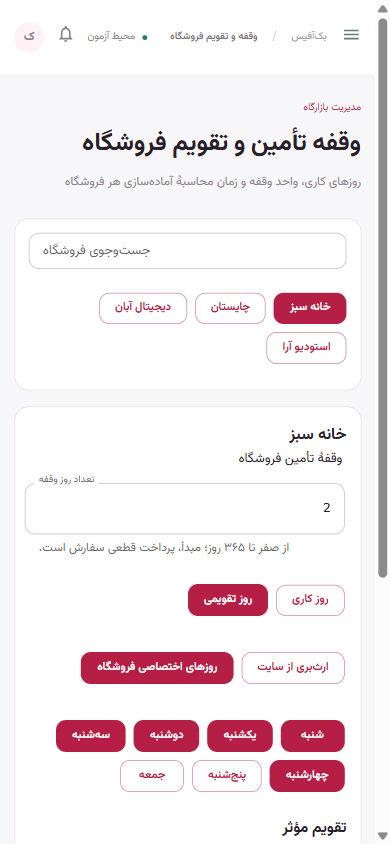 بک‌آفیس / وقفه و تقویم فروشگاه محیط آزمون ک
مدیریت بازارگاه
وقفه تأمین و تقویم فروشگاه
روزهای کاری، واحد وقفه و زمان محاسبهٔ آماده‌سازی هر فروشگاه
جست‌وجوی فروشگاه
خانه سبز چایستان دیجیتال آبان
استودیو آرا
خانه سبز
وقفهٔ تأمین فروشگاه
تعداد روز وقفه
2
از صفر تا ۳۶۵ روز؛ مبدأ، پرداخت قطعی سفارش است.
روز کاری روز تقویمی
ارث‌بری از سایت روزهای اختصاصی فروشگاه
شنبه یکشنبه دوشنبه سه‌شنبه
چهارشنبه پنج‌شنبه جمعه
تقویم مؤثر